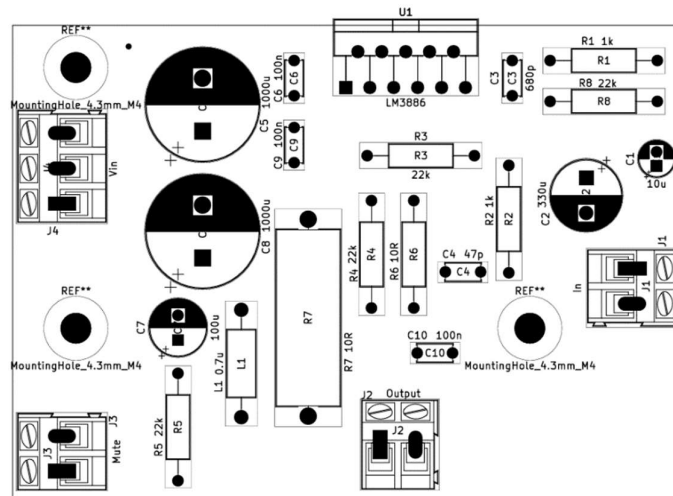 U1
LM3886
REF**
MountingHole_4.3mm_M4
J4
J4
Vin
1000u
C5
C6 100n
C6
C9 100n
C9
C8 1000u
C3
C3
680p
R1 1k
R1
R8 22k
R8
R3
R3
22k
R2 1k
R2
C2 330u
2
C1
10u
R4 22k
R4
R6 10R
R6
C4 47p
C4
J1
J1
In
REF**
MountingHole_4.3mm_M4
REF**
MountingHole_4.3mm_M4
C7
100u
L1 0.7u
L1
R7
R7 10R
C10 100n
C10
J3
J3
Mute
R5 22k
R5
J2
Output
J2